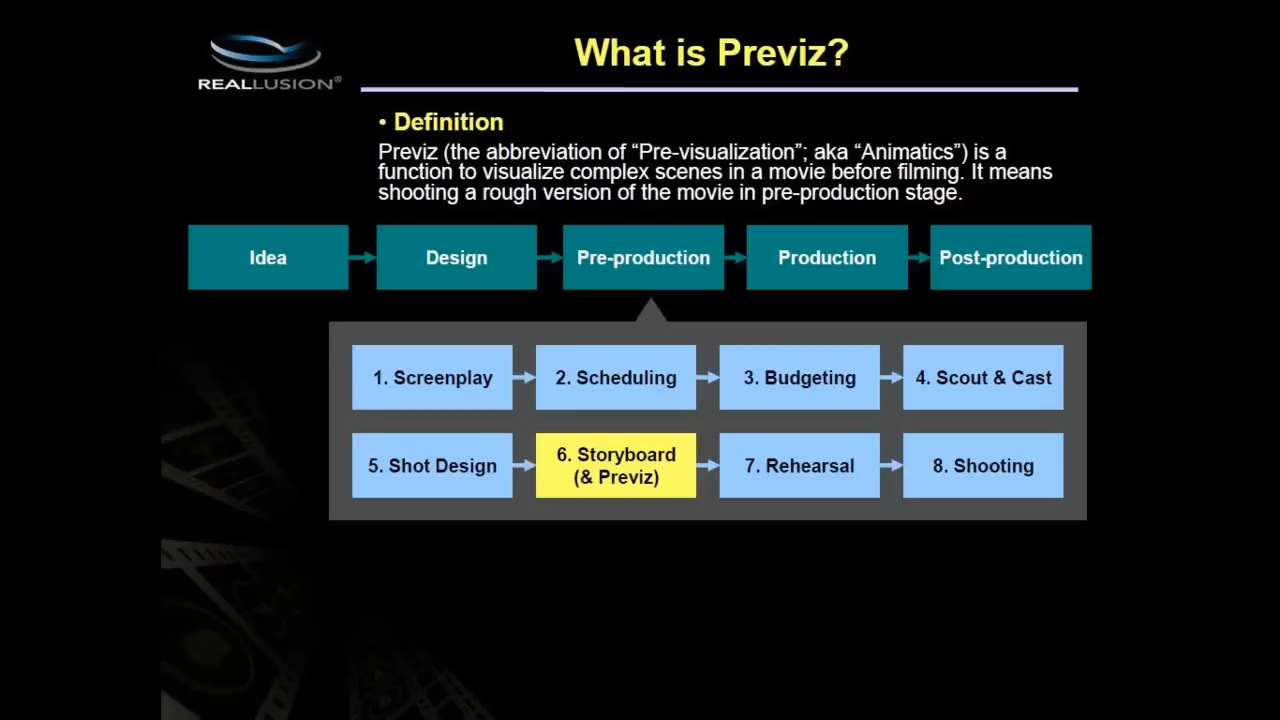 REALLUSION®
What is Previz?
• Definition
Previz (the abbreviation of “Pre-visualization”; aka “Animatics”) is a
function to visualize complex scenes in a movie before filming. It means
shooting a rough version of the movie in pre-production stage.
Idea
Design
Pre-production
Production
Post-production
1. Screenplay
2. Scheduling
3. Budgeting
4. Scout & Cast
5. Shot Design
6. Storyboard
(& Previz)
7. Rehearsal
8. Shooting